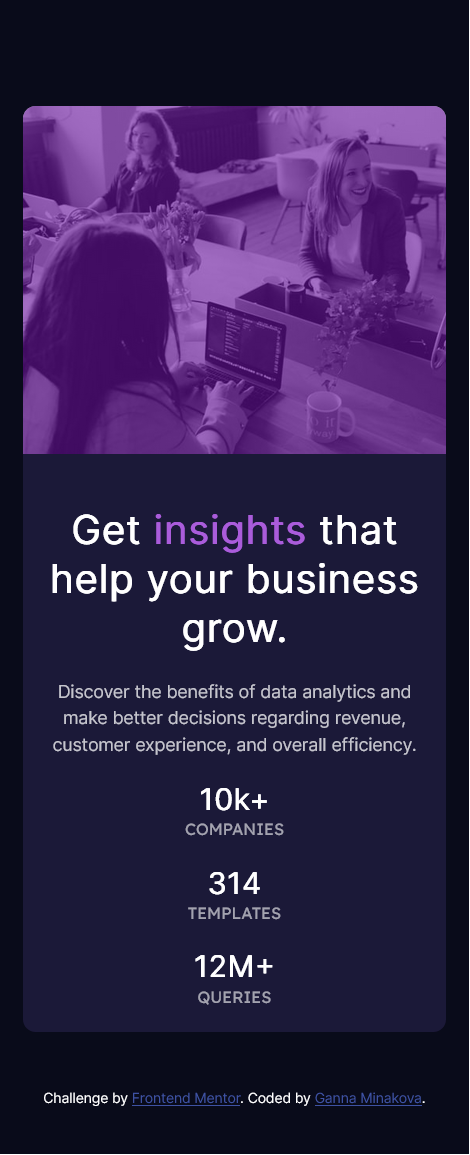 Get insights that
help your business
grow.
Discover the benefits of data analytics and
make better decisions regarding revenue,
customer experience, and overall efficiency.
10k+
COMPANIES
314
TEMPLATES
12M+
QUERIES
Challenge by Frontend Mentor. Coded by Ganna Minakova.